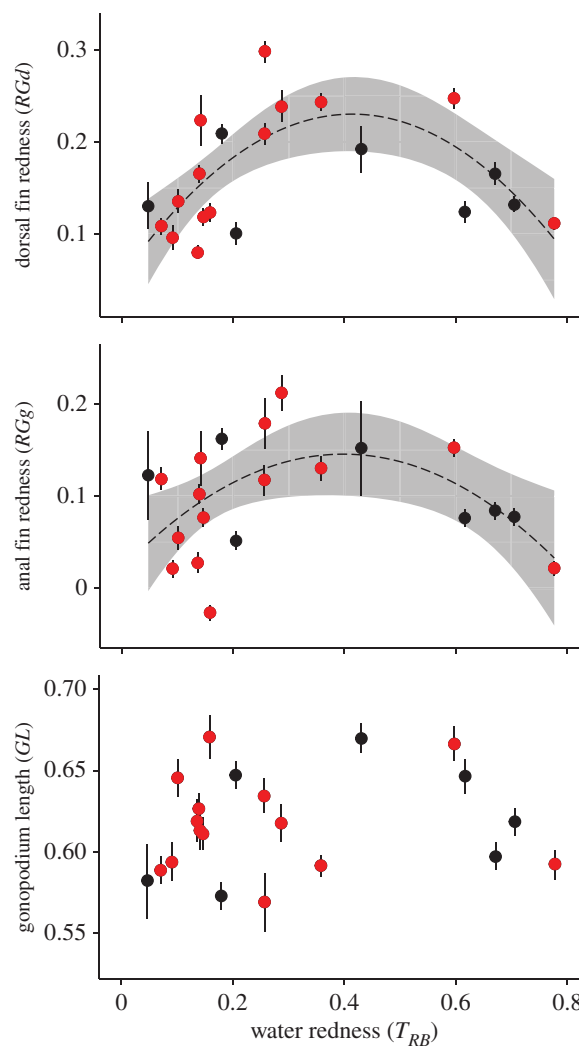 0.3
0.2
0.1
dorsal fin redness (RGd)
0.2
0.1
0
anal fin redness (RGg)
0.70
0.65
0.60
0.55
gonopodium length (GL)
0 0.2 0.4 0.6 0.8
water redness (T_RB)